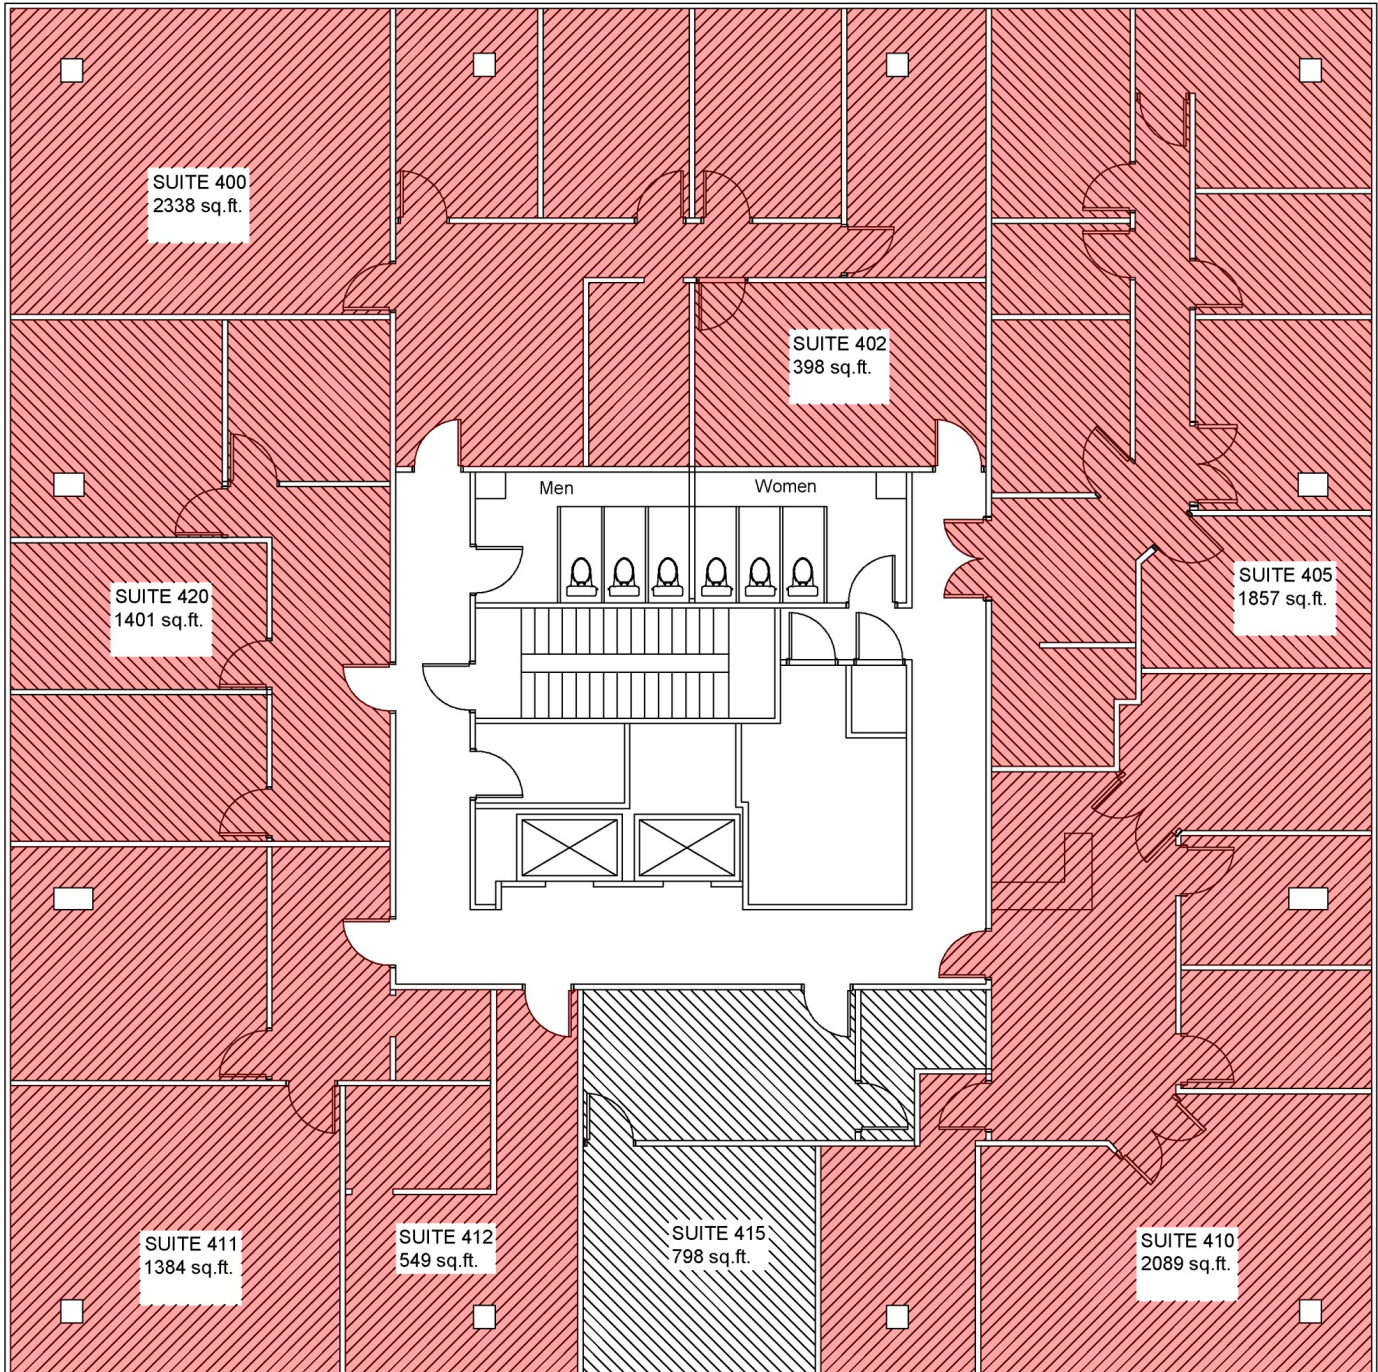 SUITE 400
2338 sq.ft.
SUITE 402
398 sq.ft.
Men
Women
SUITE 420
1401 sq.ft.
SUITE 405
1857 sq.ft.
SUITE 411
1384 sq.ft.
SUITE 412
549 sq.ft.
SUITE 415
798 sq.ft.
SUITE 410
2089 sq.ft.